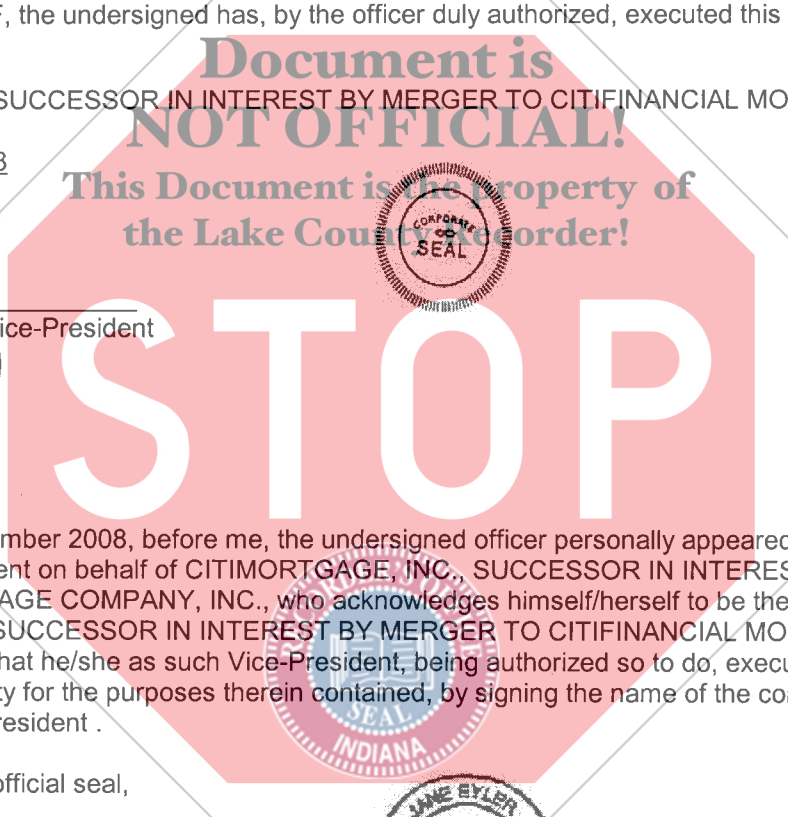 F, the undersigned has, by the officer duly authorized, executed this
Document is
SUCCESSOR IN INTEREST BY MERGER TO CITIFINANCIAL MO
NOT OFFICIAL!
This Document is the property of
the Lake County Recorder!
CORPORATE
SEAL
ice-President
STOP
mber 2008, before me, the undersigned officer personally appeared
ent on behalf of CITIMORTGAGE, INC., SUCCESSOR IN INTERES
AGE COMPANY, INC., who acknowledges himself/herself to be the
SUCCESSOR IN INTEREST BY MERGER TO CITIFINANCIAL MO
hat he/she as such Vice-President, being authorized so to do, execu
ty for the purposes therein contained, by signing the name of the co
resident .
SEAL
INDIANA
official seal,
JANE EYLER